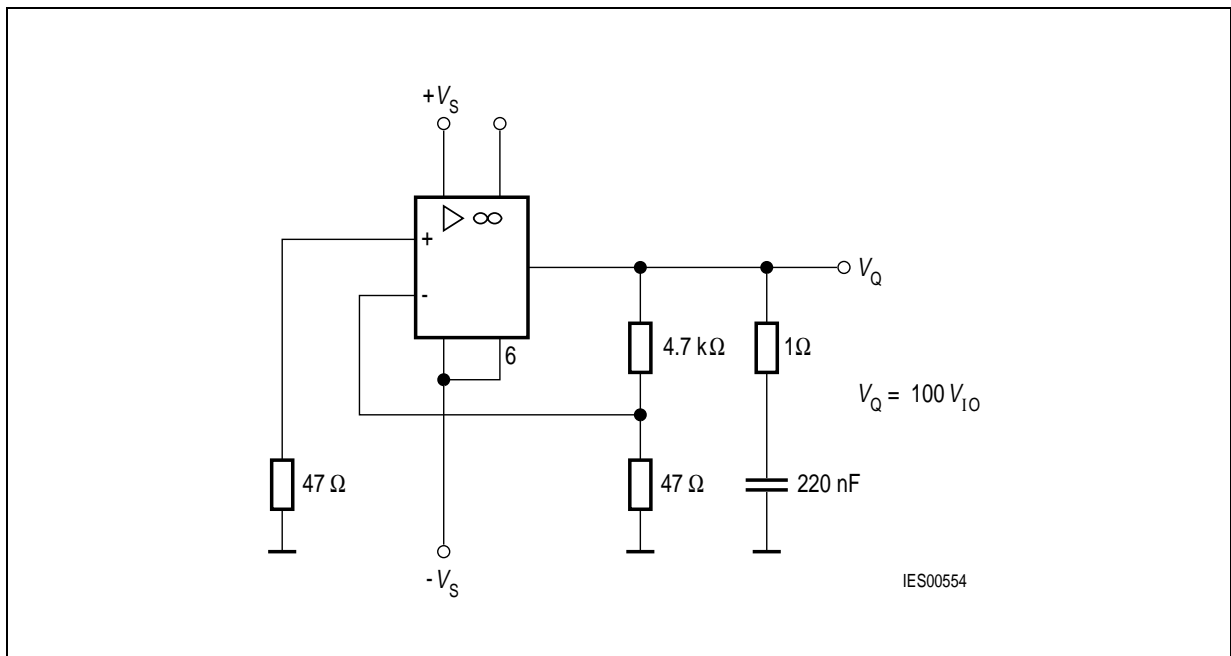 +VS
▷ ∞
+
-
VQ
6
4.7 kΩ
1Ω
VQ = 100 VIO
47 Ω
47 Ω
220 nF
-VS
IES00554